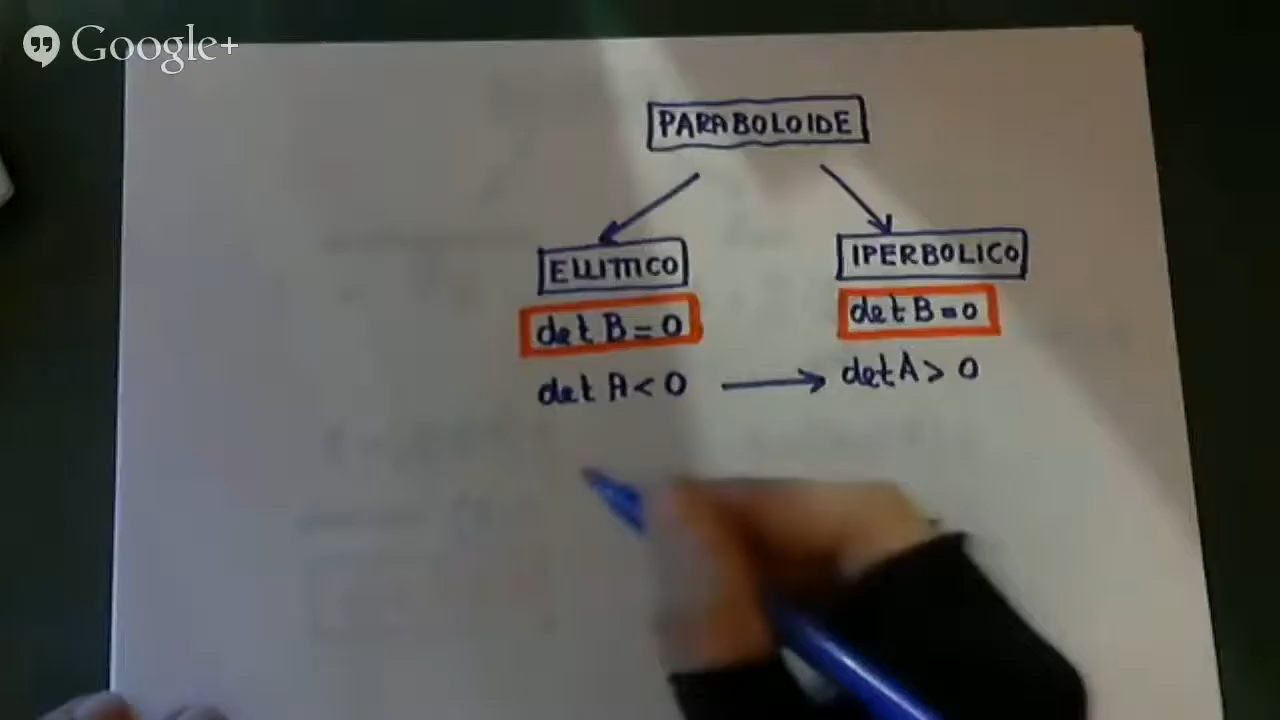 Google+
PARABOLOIDE
ELLITTICO
IPERBOLICO
det B = 0
det B = 0
det A < 0
det A > 0